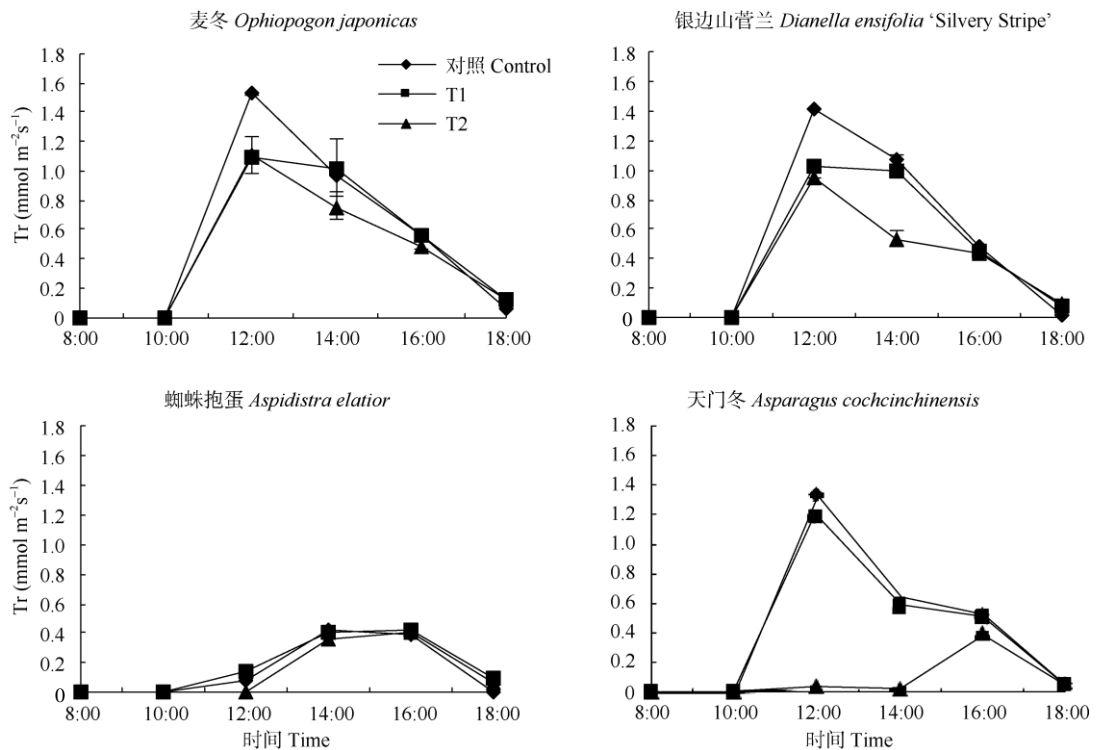 麦冬 Ophiopogon japonicas
Tr (mmol m⁻²s⁻¹)
1.8
1.6
1.4
1.2
1.0
0.8
0.6
0.4
0.2
0
8:00 10:00 12:00 14:00 16:00 18:00
对照 Control
T1
T2
银边山菅兰 Dianella ensifolia ‘Silvery Stripe’
1.8
1.6
1.4
1.2
1.0
0.8
0.6
0.4
0.2
0
8:00 10:00 12:00 14:00 16:00 18:00
蜘蛛抱蛋 Aspidistra elatior
Tr (mmol m⁻²s⁻¹)
1.8
1.6
1.4
1.2
1.0
0.8
0.6
0.4
0.2
0
8:00 10:00 12:00 14:00 16:00 18:00
时间 Time
天门冬 Asparagus cochcinchinensis
1.8
1.6
1.4
1.2
1.0
0.8
0.6
0.4
0.2
0
8:00 10:00 12:00 14:00 16:00 18:00
时间 Time